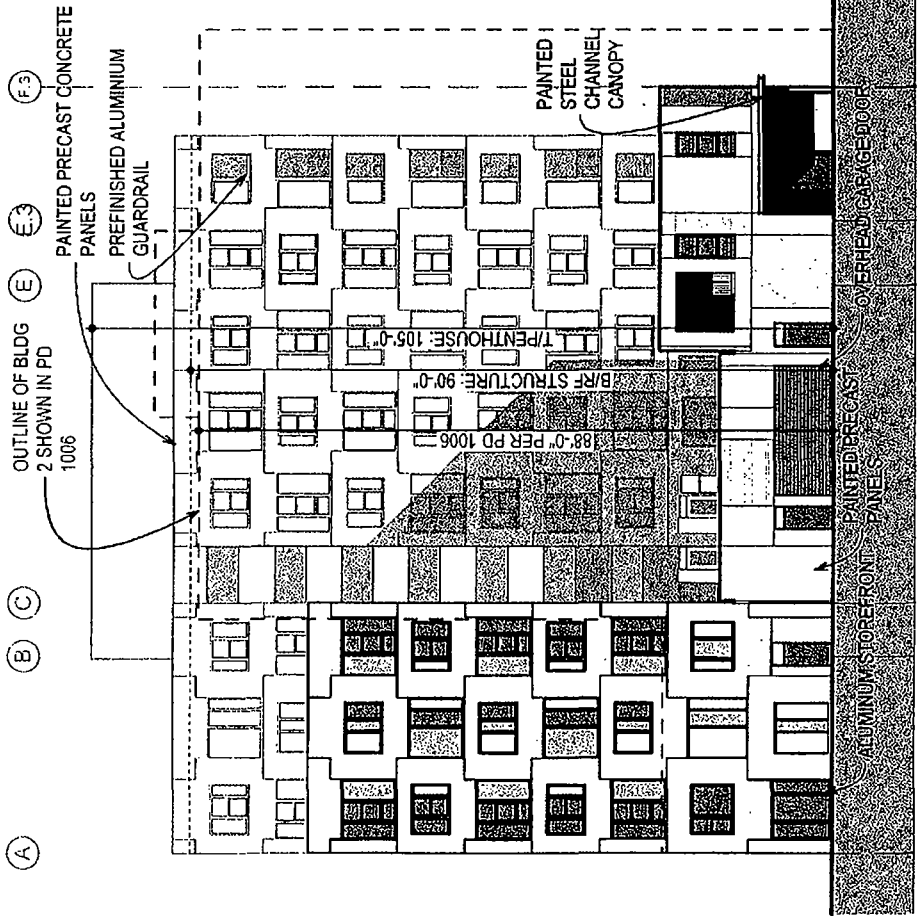 A
B
C
E
E.3
F.3
OUTLINE OF BLDG
2 SHOWN IN PD
1006
PAINTED PRECAST CONCRETE
PANELS
PREFINISHED ALUMINIUM
GUARDRAIL
PAINTED
STEEL
CHANNEL
CANOPY
T/PENTHOUSE: 105'-0"
B/RF STRUCTURE: 90'-0"
88'-0" PER PD 1006
ALUMINUM STOREFRONT
PAINTED PRECAST
PANELS
OVERHEAD GARAGE DOOR